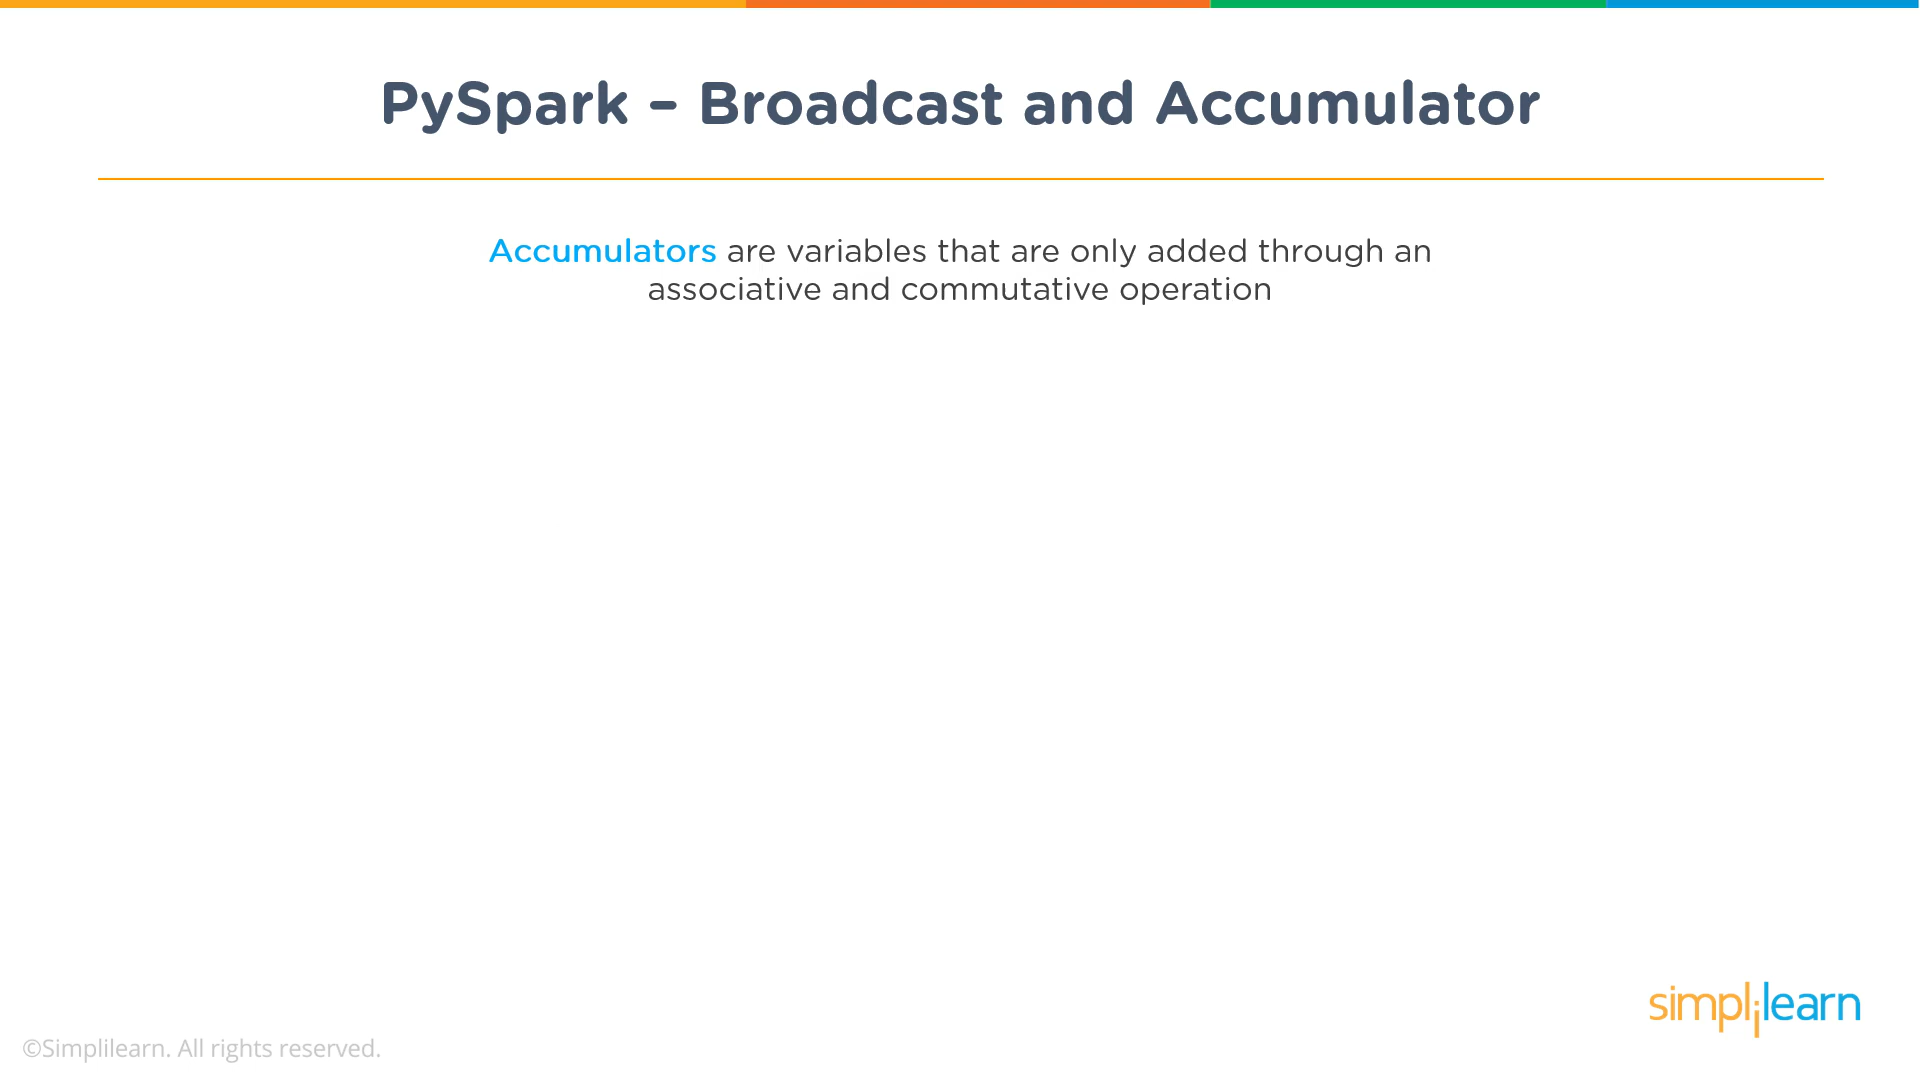 PySpark – Broadcast and Accumulator
Accumulators are variables that are only added through an
associative and commutative operation
simplilearn
©Simplilearn. All rights reserved.